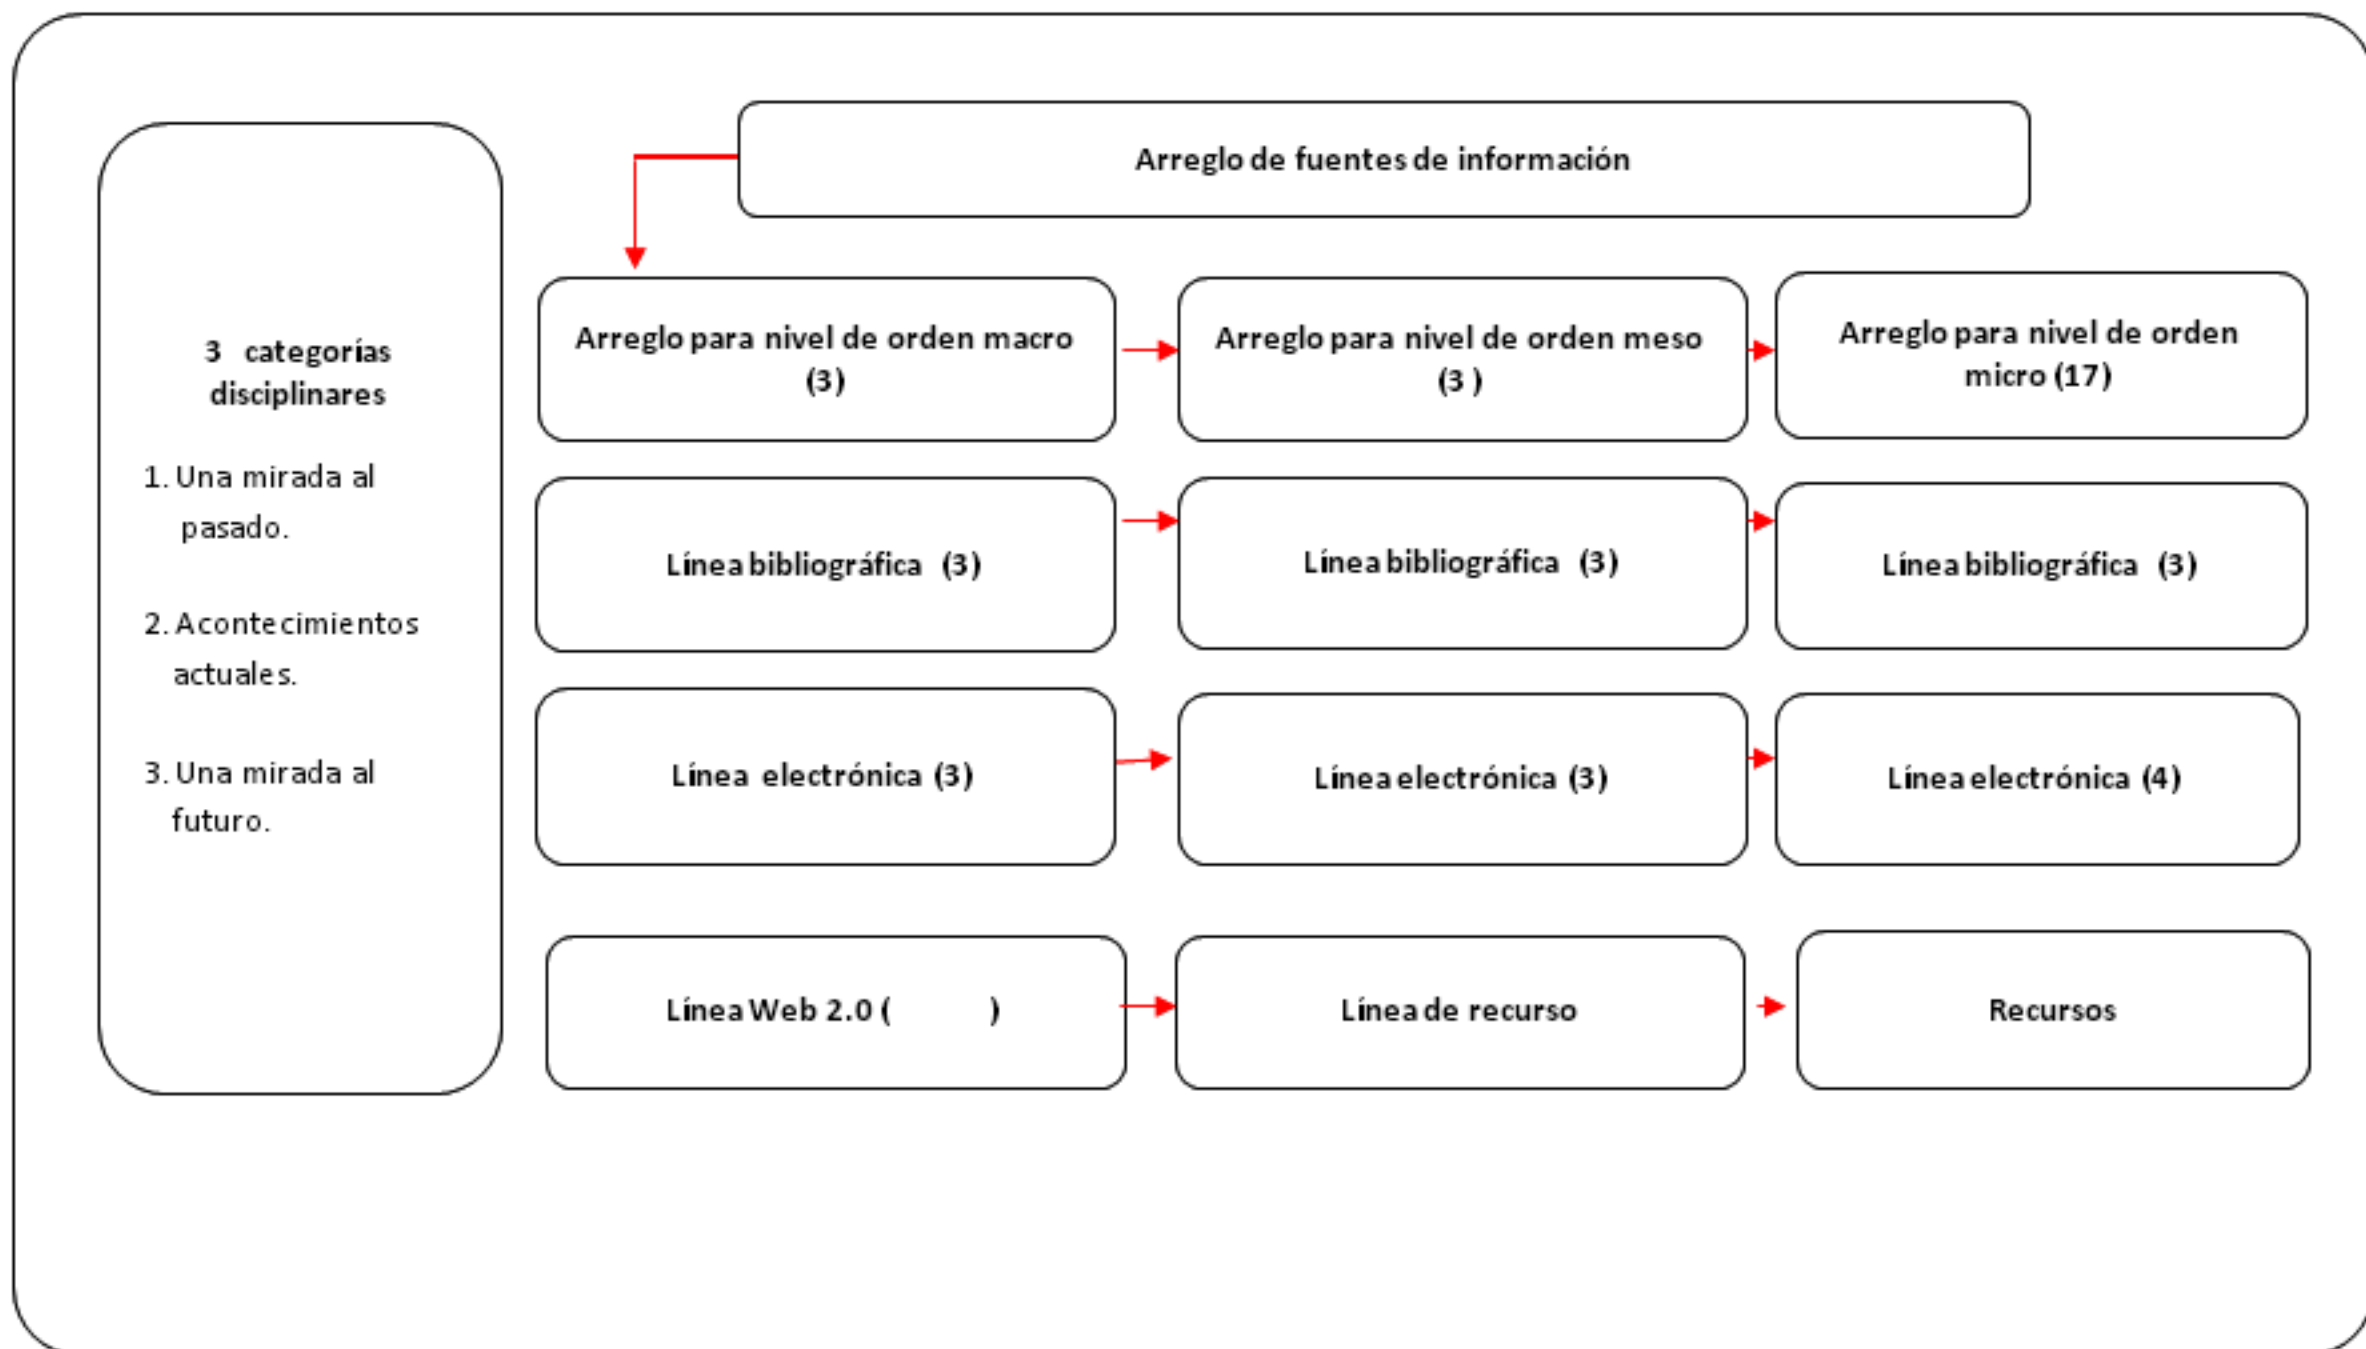 3 categorías
disciplinares
1. Una mirada al
pasado.
2. Acontecimientos
actuales.
3. Una mirada al
futuro.
Arreglo de fuentes de información
Arreglo para nivel de orden macro
(3)
Arreglo para nivel de orden meso
(3 )
Arreglo para nivel de orden
micro (17)
Línea bibliográfica (3)
Línea bibliográfica (3)
Línea bibliográfica (3)
Línea electrónica (3)
Línea electrónica (3)
Línea electrónica (4)
Línea Web 2.0 ( )
Línea de recurso
Recursos